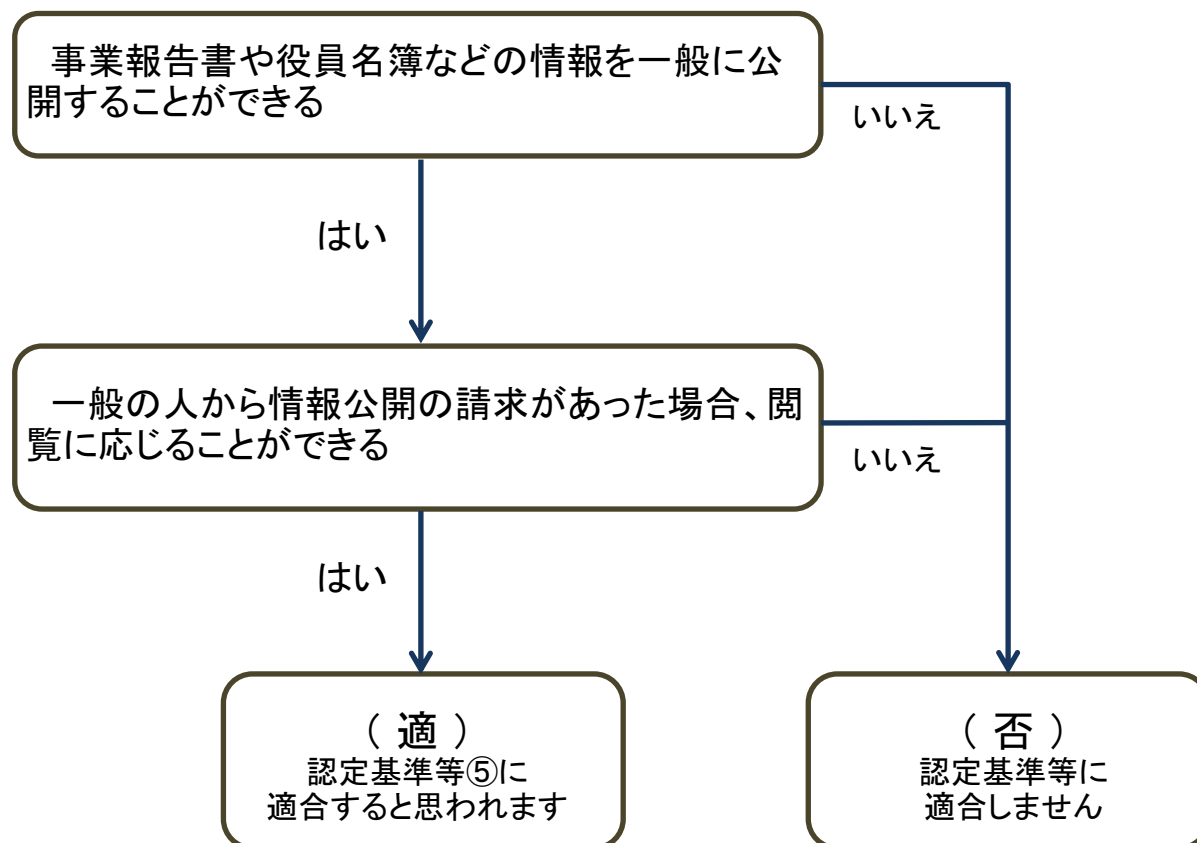 事業報告書や役員名簿などの情報を一般に公
開することができる
いいえ
はい
一般の人から情報公開の請求があった場合、閲
覧に応じることができる
いいえ
はい
（ 適 ）
認定基準等⑤に
適合すると思われます
（ 否 ）
認定基準等に
適合しません